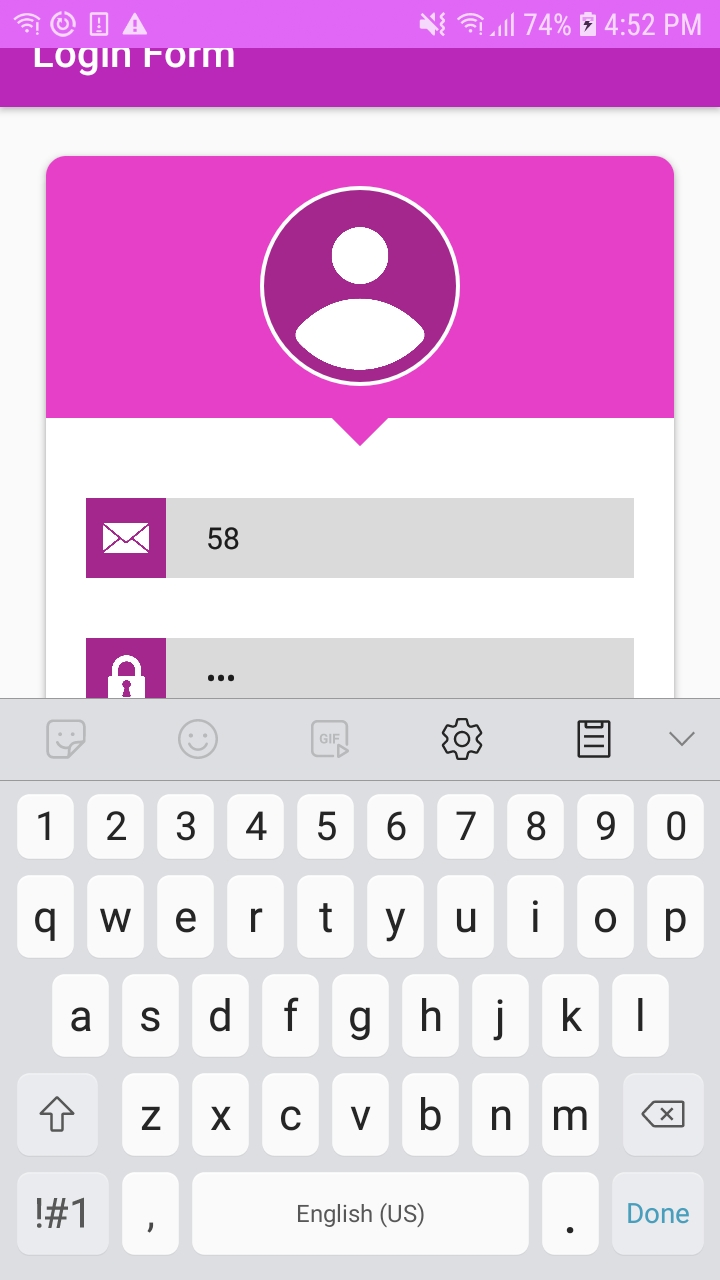 74% 4:52 PM
Login Form
58
•••
GIF
1 2 3 4 5 6 7 8 9 0
q w e r t y u i o p
a s d f g h j k l
z x c v b n m
!#1 , English (US) . Done